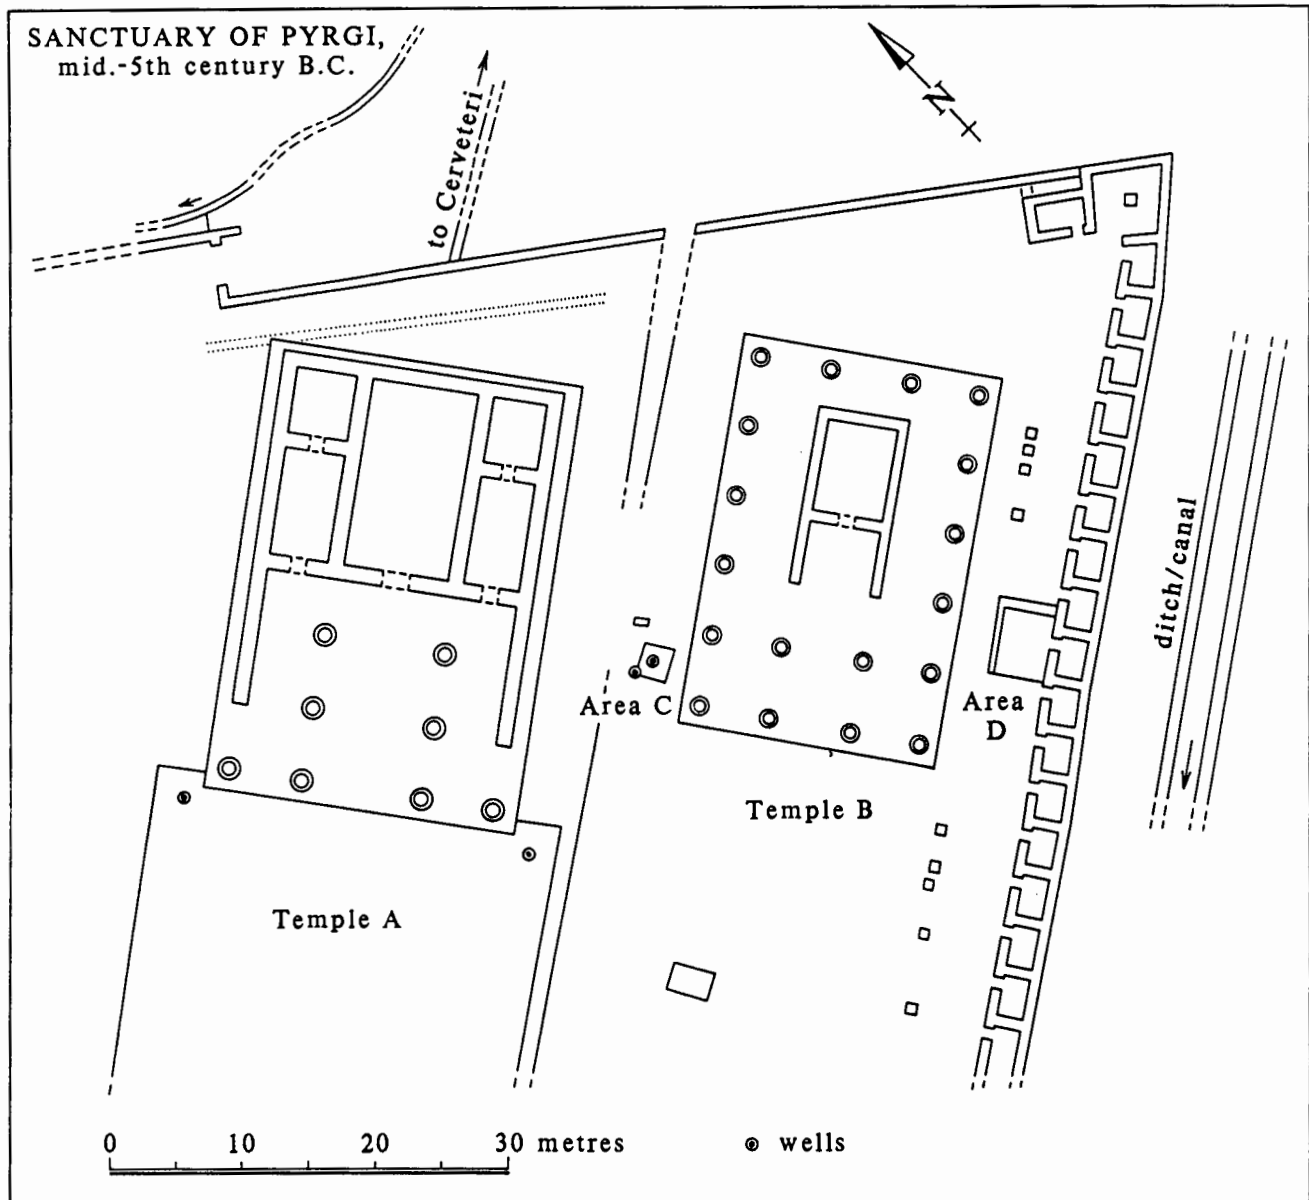 SANCTUARY OF PYRGI,
mid.-5th century B.C.
to Cerveteri
N
Area C
Area
D
ditch/canal
Temple B
Temple A
0 10 20 30 metres
wells